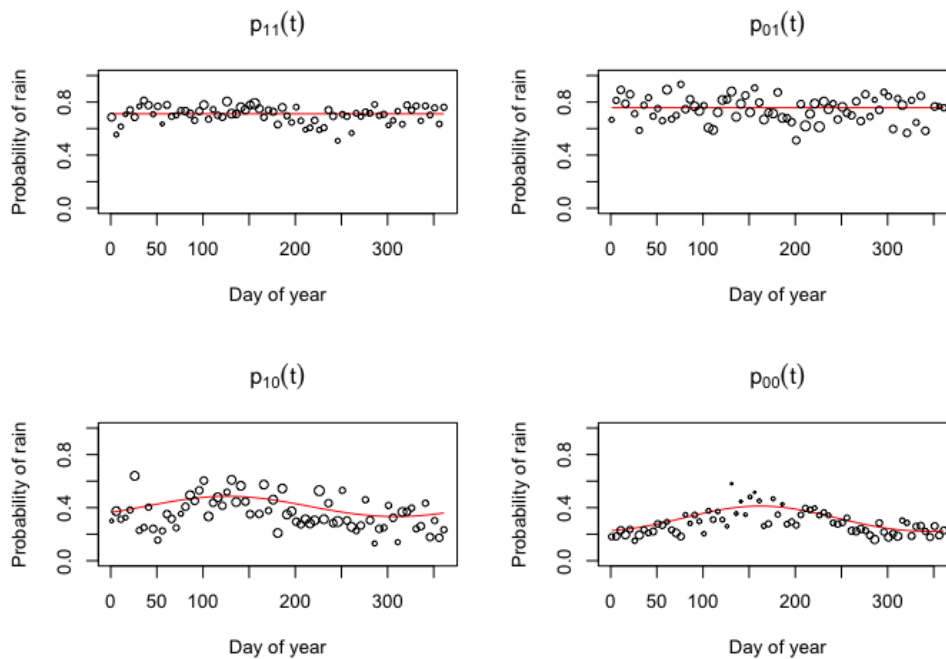 p11(t)
Probability of rain
0.0 0.4 0.8
0 50 100 200 300
Day of year
p01(t)
Probability of rain
0.0 0.4 0.8
0 50 100 200 300
Day of year
p10(t)
Probability of rain
0.0 0.4 0.8
0 50 100 200 300
Day of year
p00(t)
Probability of rain
0.0 0.4 0.8
0 50 100 200 300
Day of year